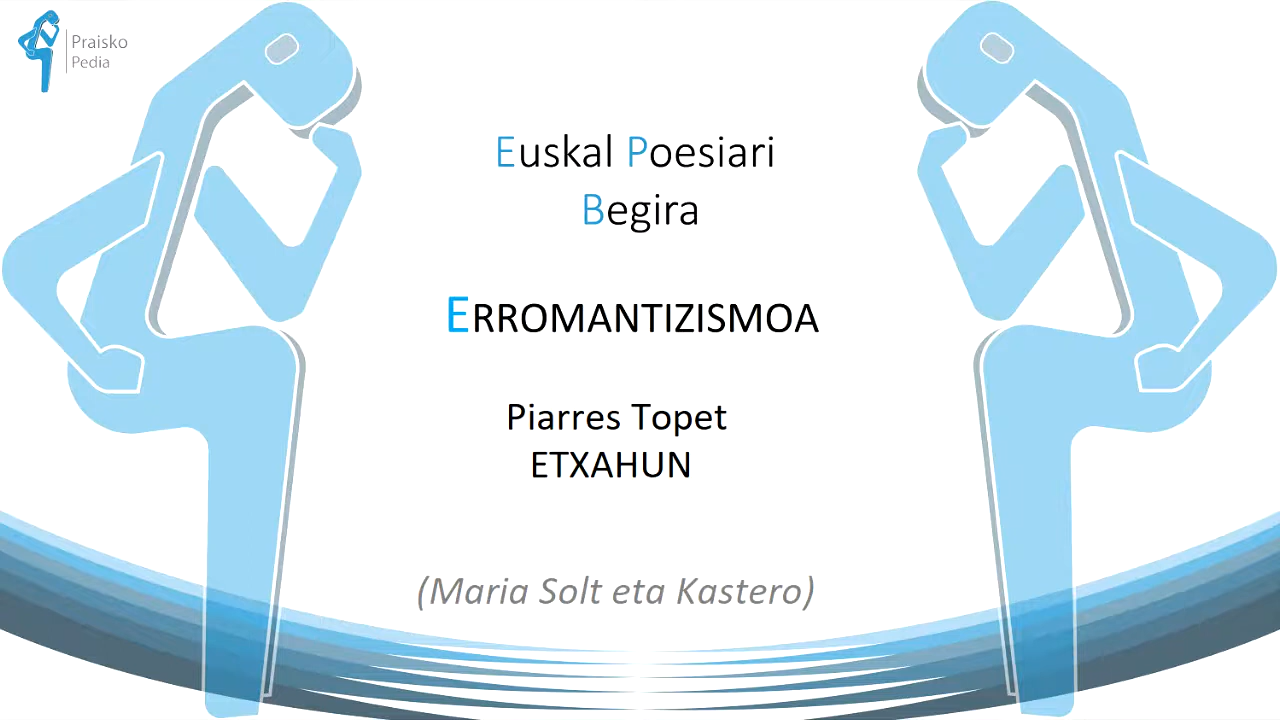 Praisko
Pedia
Euskal Poesiari
Begira
ERROMANTIZISMOA
Piarres Topet
ETXAHUN
(Maria Solt eta Kastero)